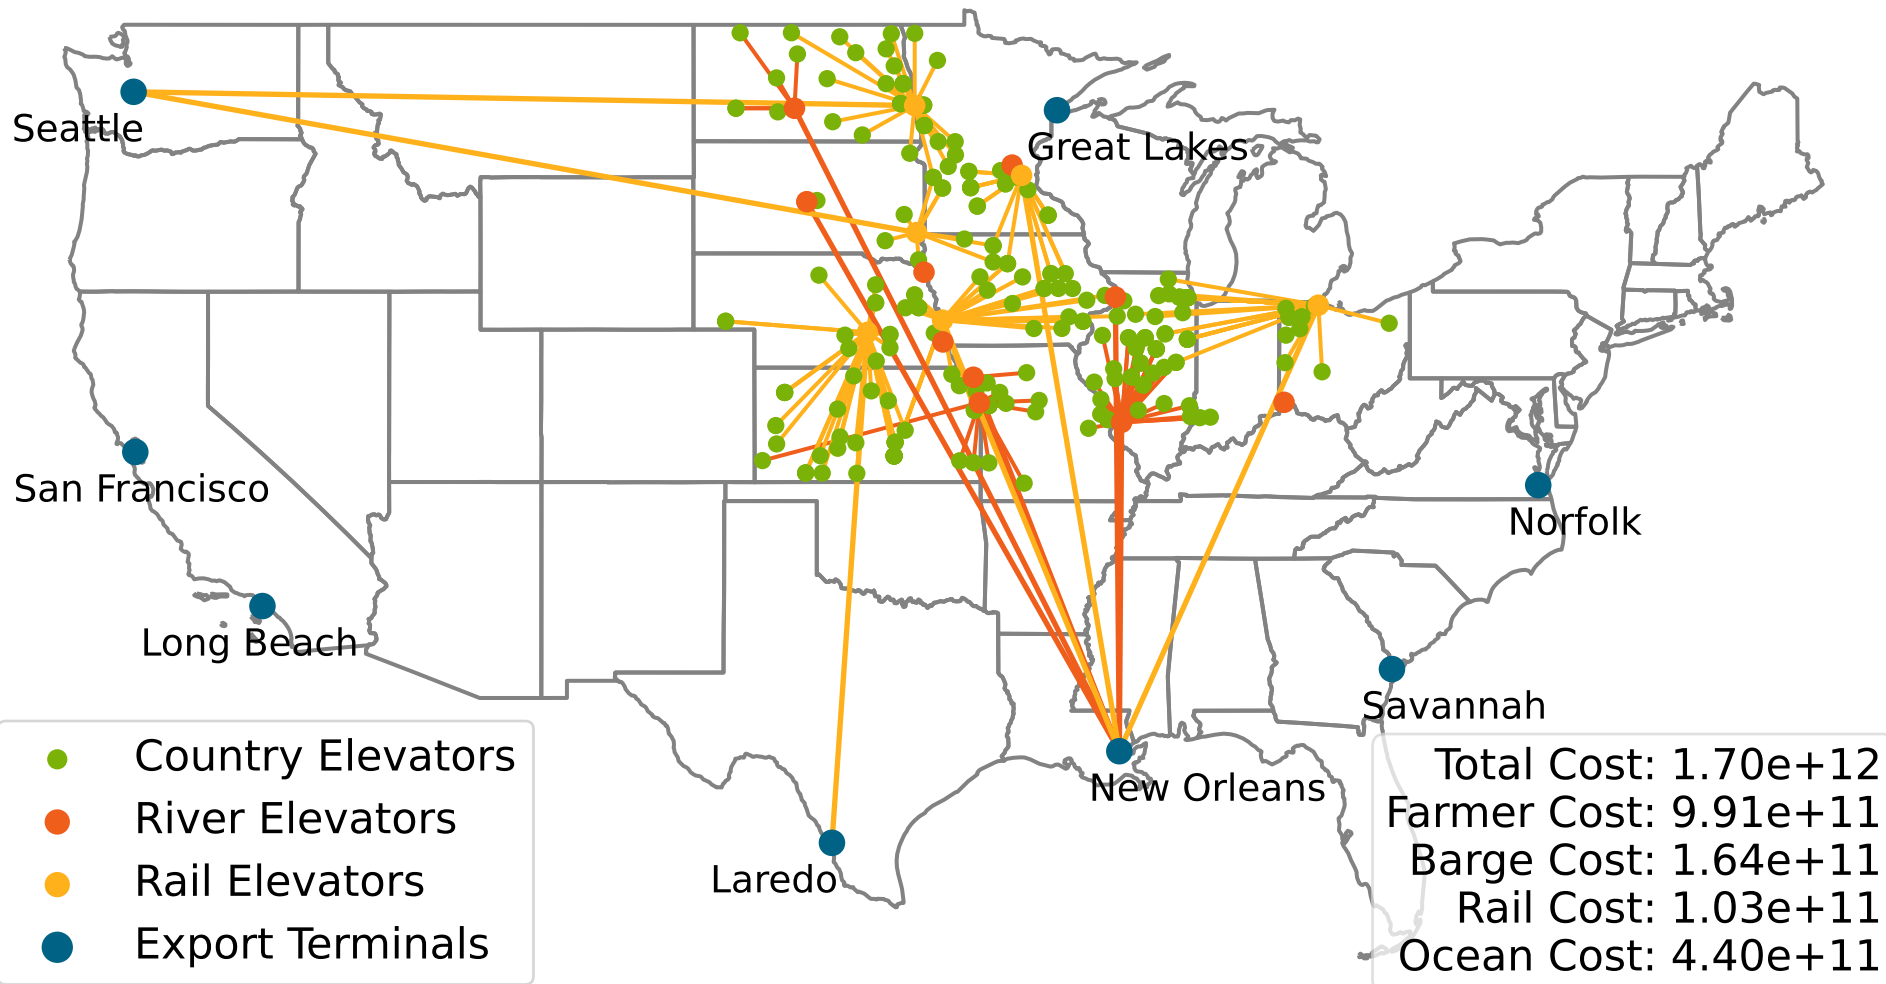 Seattle
Great Lakes
San Francisco
Norfolk
Long Beach
Savannah
New Orleans
Laredo
Country Elevators
River Elevators
Rail Elevators
Export Terminals
Total Cost: 1.70e+12
Farmer Cost: 9.91e+11
Barge Cost: 1.64e+11
Rail Cost: 1.03e+11
Ocean Cost: 4.40e+11